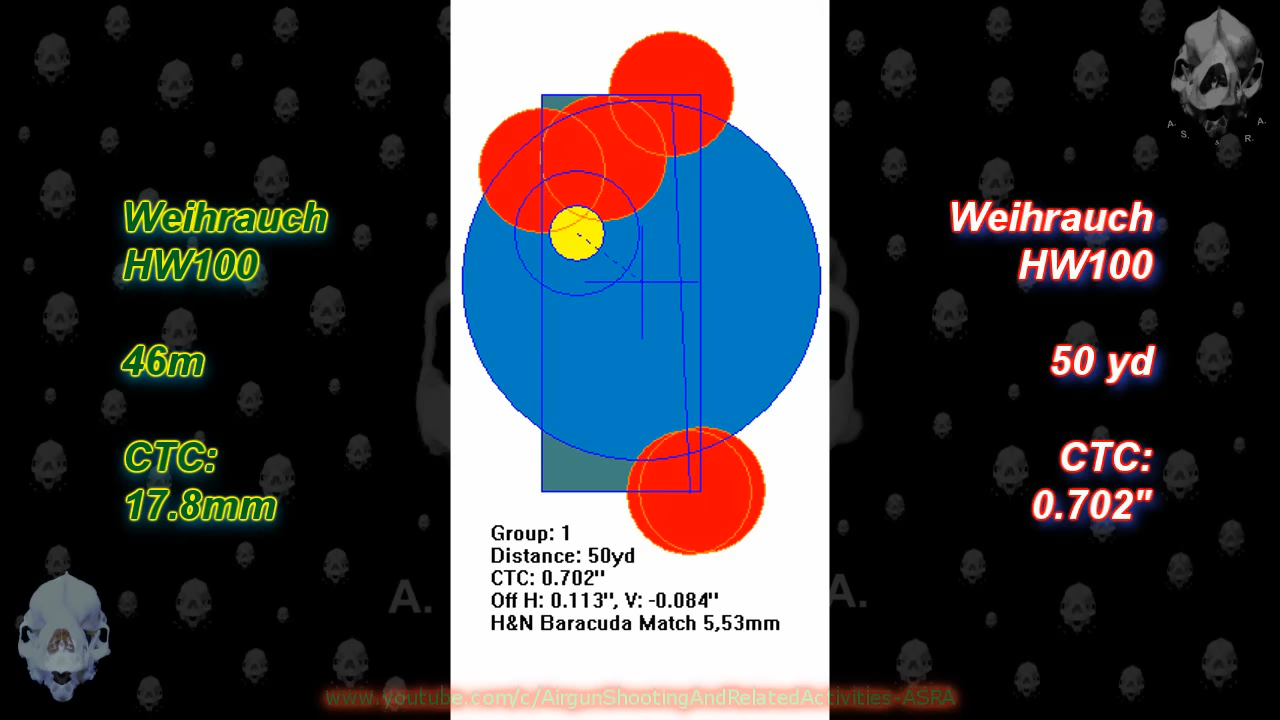 Weihrauch
HW100
46m
CTC:
17.8mm
Group: 1
Distance: 50yd
CTC: 0.702"
Off H: 0.113", V: -0.084"
H&N Baracuda Match 5,53mm
Weihrauch
HW100
50 yd
CTC:
0.702"
A. S. & R. A.
A.
A.
www.youtube.com/c/AirgunShootingAndRelatedActivities-ASRA